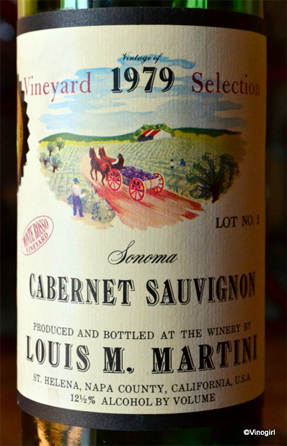 Vintage of
Vineyard 1979 Selection
LOT NO. 2
MONTE ROSSO
VINEYARD
Sonoma
CABERNET SAUVIGNON
PRODUCED AND BOTTLED AT THE WINERY BY
LOUIS M. MARTINI
ST. HELENA, NAPA COUNTY, CALIFORNIA, U.S.A.
12½% ALCOHOL BY VOLUME
©Vinogirl